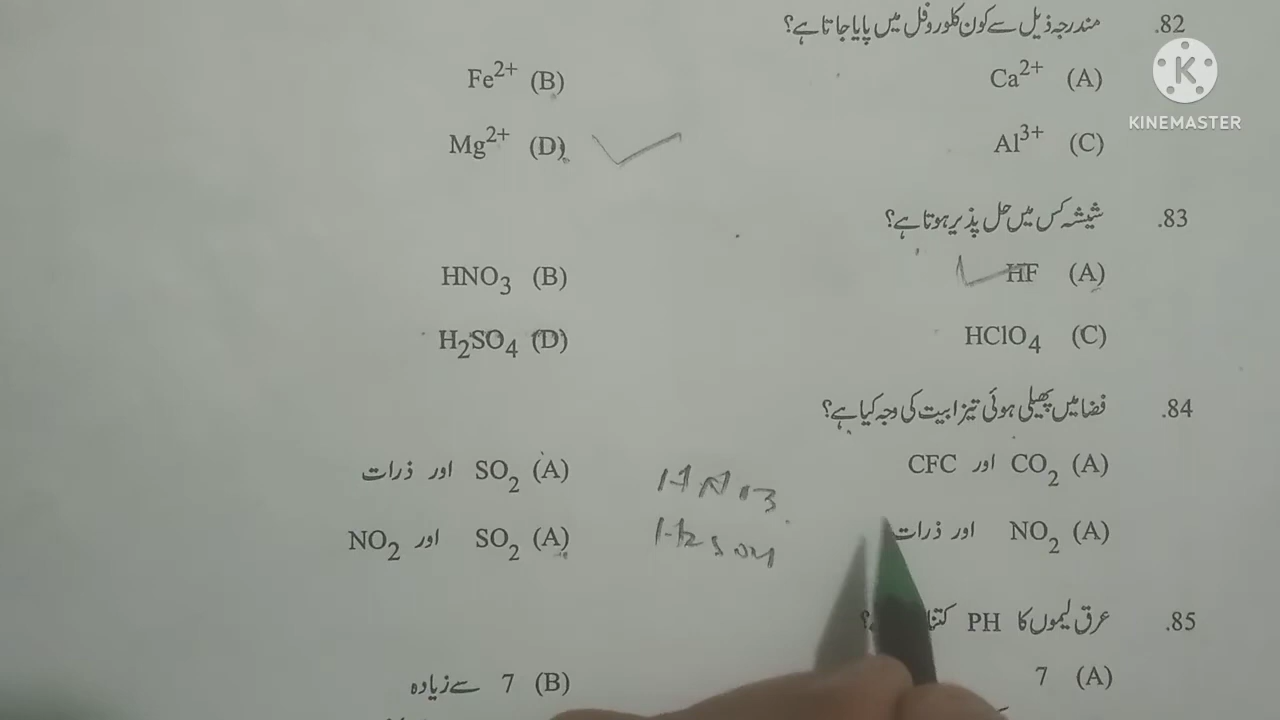 82. مندرجہ ذیل سے کون کلوروفل میں پایا جاتا ہے؟
(A) Ca2+ (B) Fe2+
(C) Al3+ (D) Mg2+
KINEMASTER
83. شیشہ کس میں حل پذیر ہوتا ہے؟
(A) HF (B) HNO3
(C) HClO4 (D) H2SO4
84. فضا میں پھیلی ہوئی تیزابیت کی وجہ کیا ہے؟
(A) CO2 اور CFC (A) SO2 اور ذرات
HNO3
(A) NO2 اور ذرات (A) SO2 اور NO2
H2SO4
85. عرق لیموں کا PH کتنا
(A) 7 (B) 7 سے زیادہ